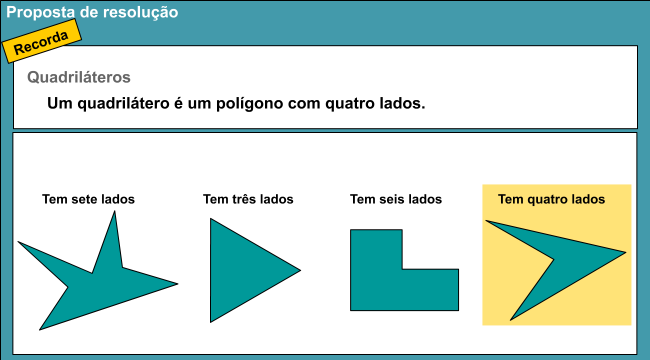 Proposta de resolução
Recorda
Quadriláteros
Um quadrilátero é um polígono com quatro lados.
Tem sete lados
Tem três lados
Tem seis lados
Tem quatro lados